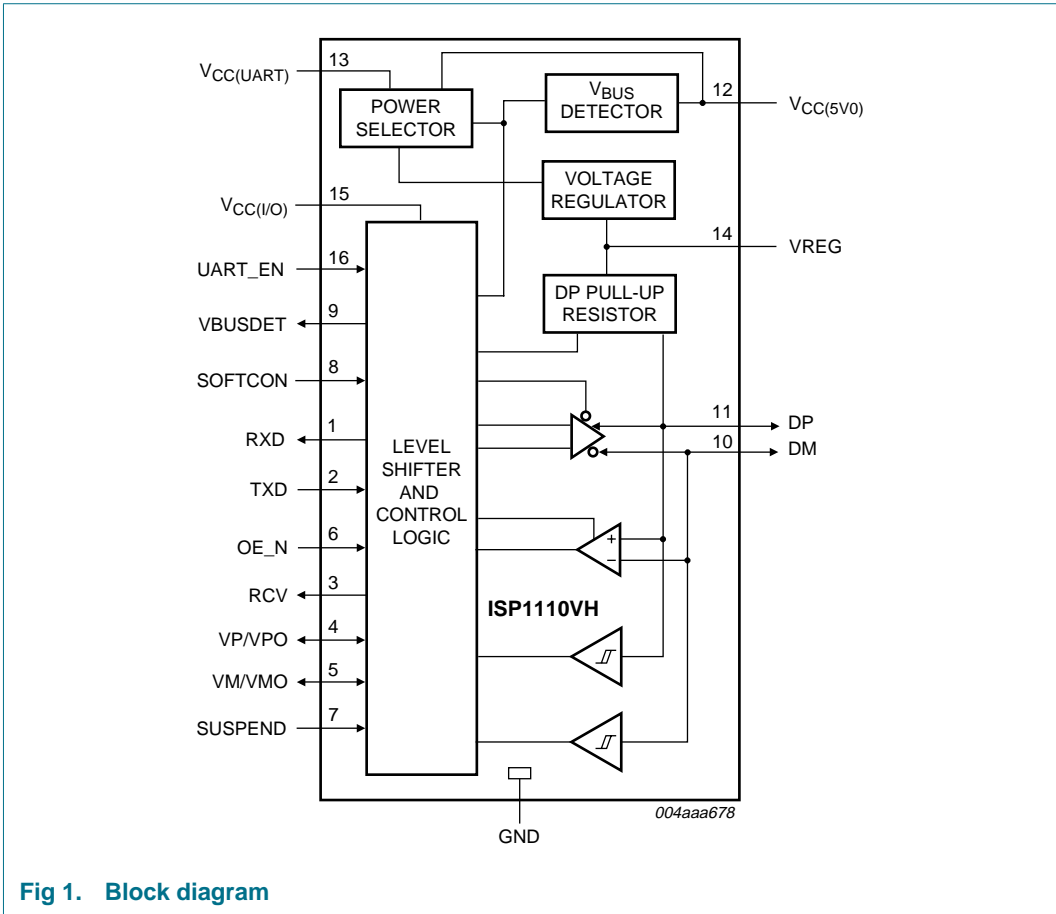 13
VCC(UART)
POWER
SELECTOR
VBUS
DETECTOR
12
VCC(5V0)
VOLTAGE
REGULATOR
15
VCC(I/O)
14
VREG
16
UART_EN
DP PULL-UP
RESISTOR
9
VBUSDET
8
SOFTCON
1
RXD
11
DP
10
DM
LEVEL
SHIFTER
AND
CONTROL
LOGIC
2
TXD
6
OE_N
+
−
3
RCV
ISP1110VH
4
VP/VPO
5
VM/VMO
7
SUSPEND
004aaa678
GND
Fig 1. Block diagram